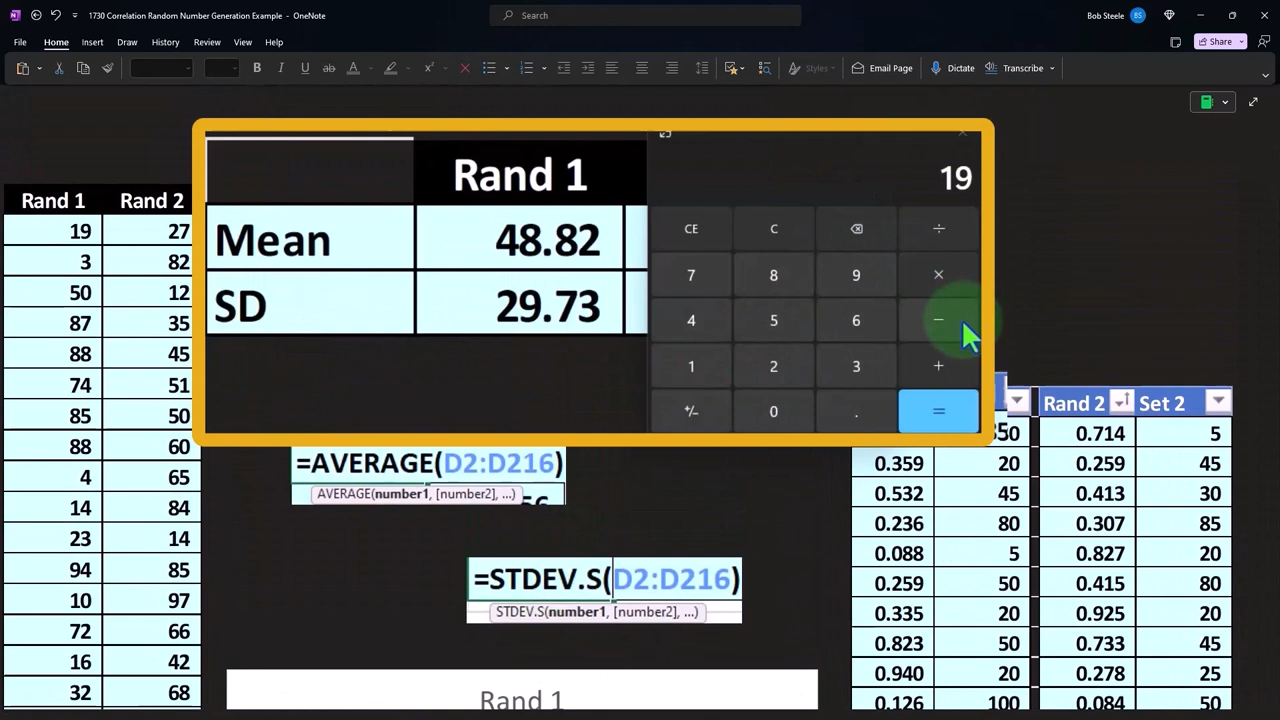 1730 Correlation Random Number Generation Example - OneNote
Search
Bob Steele BS
File Home Insert Draw History Review View Help
Share
B I U ab A x
Email Page Dictate Transcribe
Styles
Rand 1 Rand 2
19 27
3 82
50 12
87 35
88 45
74 51
85 50
88 60
4 65
14 84
23 14
94 85
10 97
72 66
16 42
32 68
Rand 1
Mean 48.82
SD 29.73
19
CE C ÷
7 8 9 ×
4 5 6 −
1 2 3 +
+/− 0 . =
=AVERAGE(D2:D216)
AVERAGE(number1, [number2], ...)
=STDEV.S(D2:D216)
STDEV.S(number1, [number2], ...)
Rand 1
Rand 2 Set 2
50 0.714 5
0.359 20 0.259 45
0.532 45 0.413 30
0.236 80 0.307 85
0.088 5 0.827 20
0.259 50 0.415 80
0.335 20 0.925 20
0.823 50 0.733 45
0.940 20 0.278 25
0.126 100 0.084 50